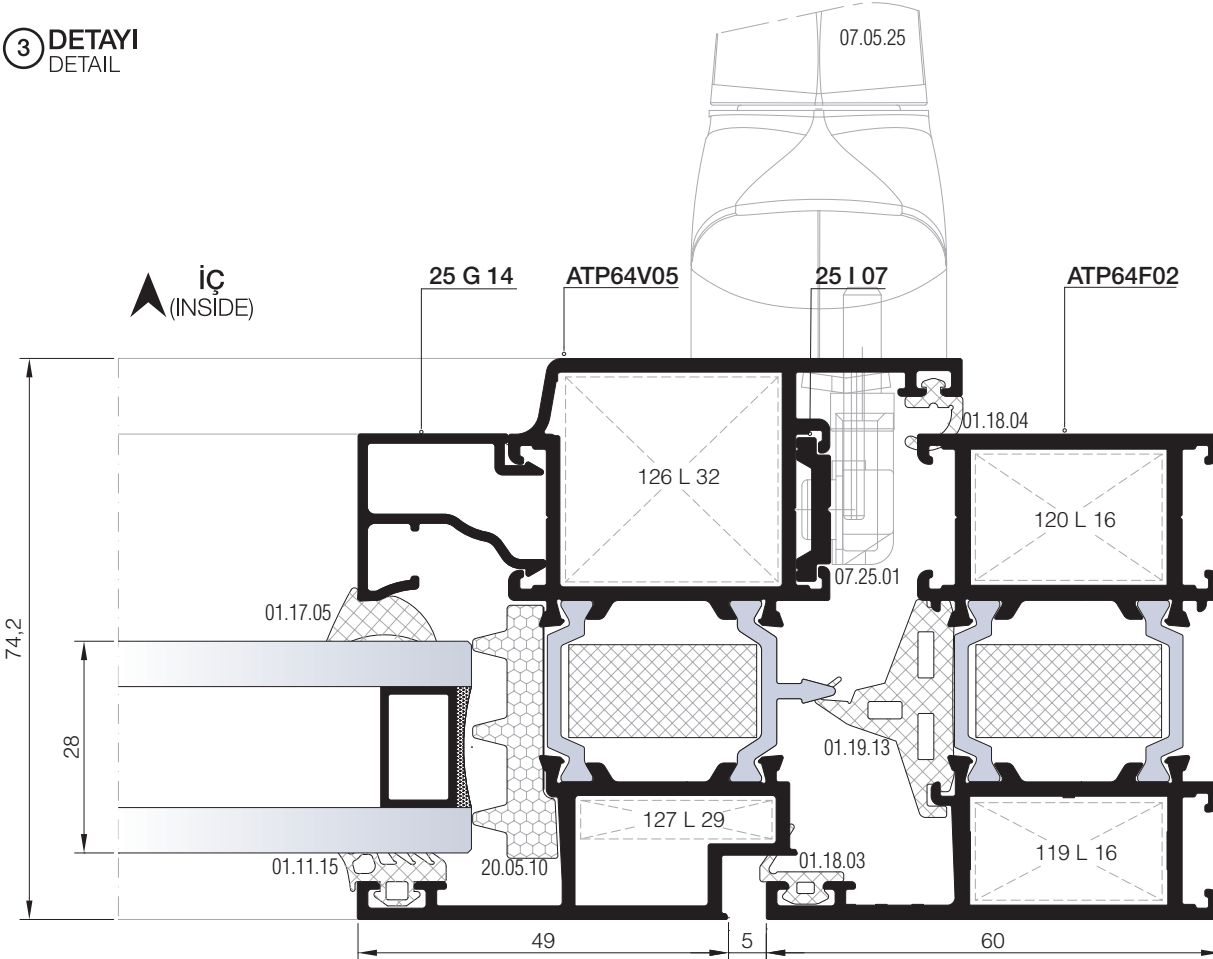 3 DETAYI
DETAIL
07.05.25
İÇ
(INSIDE)
25 G 14
ATP64V05
25 I 07
ATP64F02
01.18.04
126 L 32
120 L 16
07.25.01
01.17.05
74,2
28
01.19.13
127 L 29
119 L 16
01.11.15
20.05.10
01.18.03
49
5
60